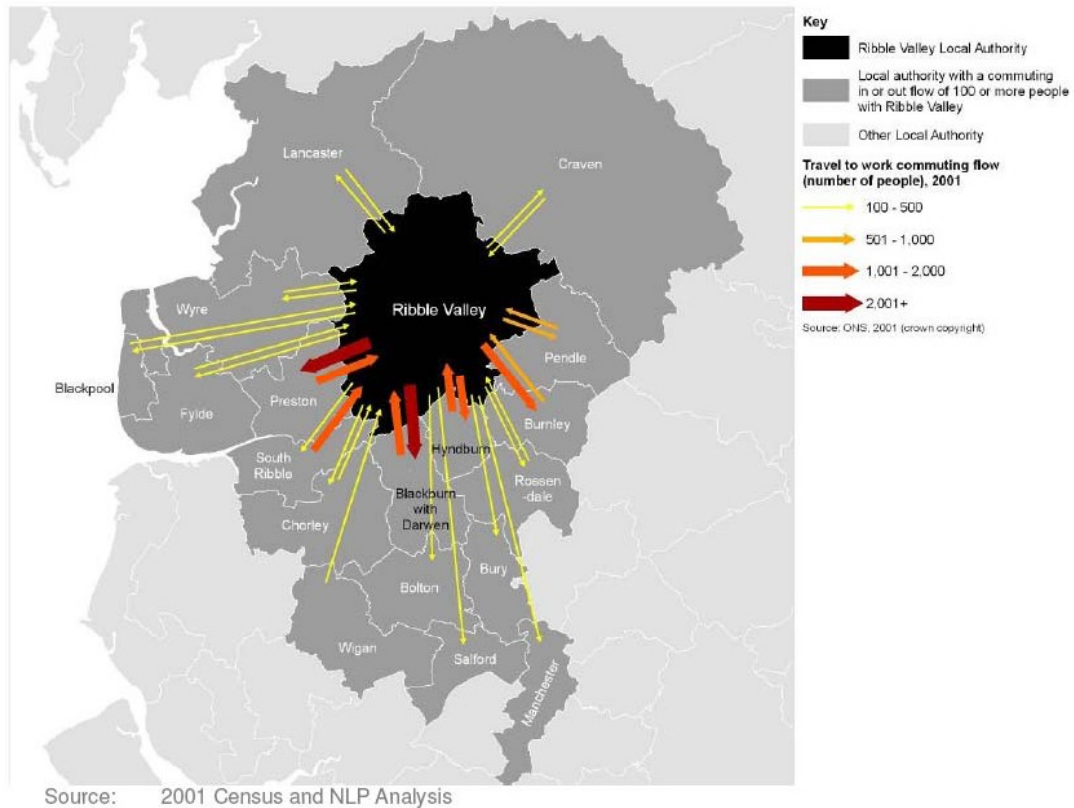 Key
Ribble Valley Local Authority
Local authority with a commuting
in or out flow of 100 or more people
with Ribble Valley
Other Local Authority
Travel to work commuting flow
(number of people), 2001
100 - 500
501 - 1,000
1,001 - 2,000
2,001+
Source: ONS, 2001 (crown copyright)
Lancaster
Craven
Wyre
Ribble Valley
Pendle
Blackpool
Preston
Fylde
Burnley
Hyndburn
South
Ribble
Rossen
-dale
Blackburn
with
Darwen
Chorley
Bury
Bolton
Wigan
Salford
Manchester
Source: 2001 Census and NLP Analysis